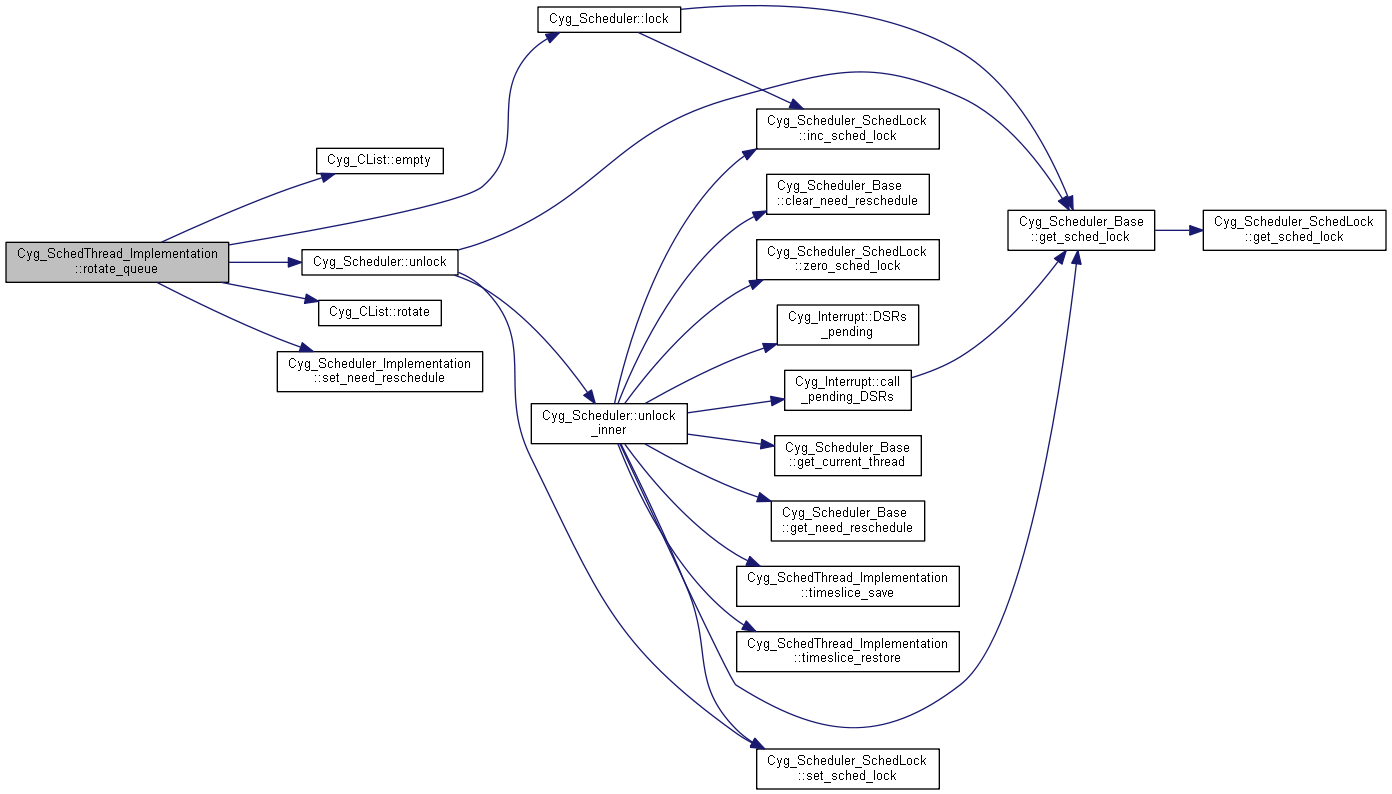 Cyg_Scheduler::lock
Cyg_Scheduler_SchedLock
::inc_sched_lock
Cyg_CList::empty
Cyg_Scheduler_Base
::clear_need_reschedule
Cyg_Scheduler_Base
::get_sched_lock
Cyg_Scheduler_SchedLock
::get_sched_lock
Cyg_SchedThread_Implementation
::rotate_queue
Cyg_Scheduler::unlock
Cyg_Scheduler_SchedLock
::zero_sched_lock
Cyg_CList::rotate
Cyg_Interrupt::DSRs
_pending
Cyg_Scheduler_Implementation
::set_need_reschedule
Cyg_Interrupt::call
_pending_DSRs
Cyg_Scheduler::unlock
_inner
Cyg_Scheduler_Base
::get_current_thread
Cyg_Scheduler_Base
::get_need_reschedule
Cyg_SchedThread_Implementation
::timeslice_save
Cyg_SchedThread_Implementation
::timeslice_restore
Cyg_Scheduler_SchedLock
::set_sched_lock